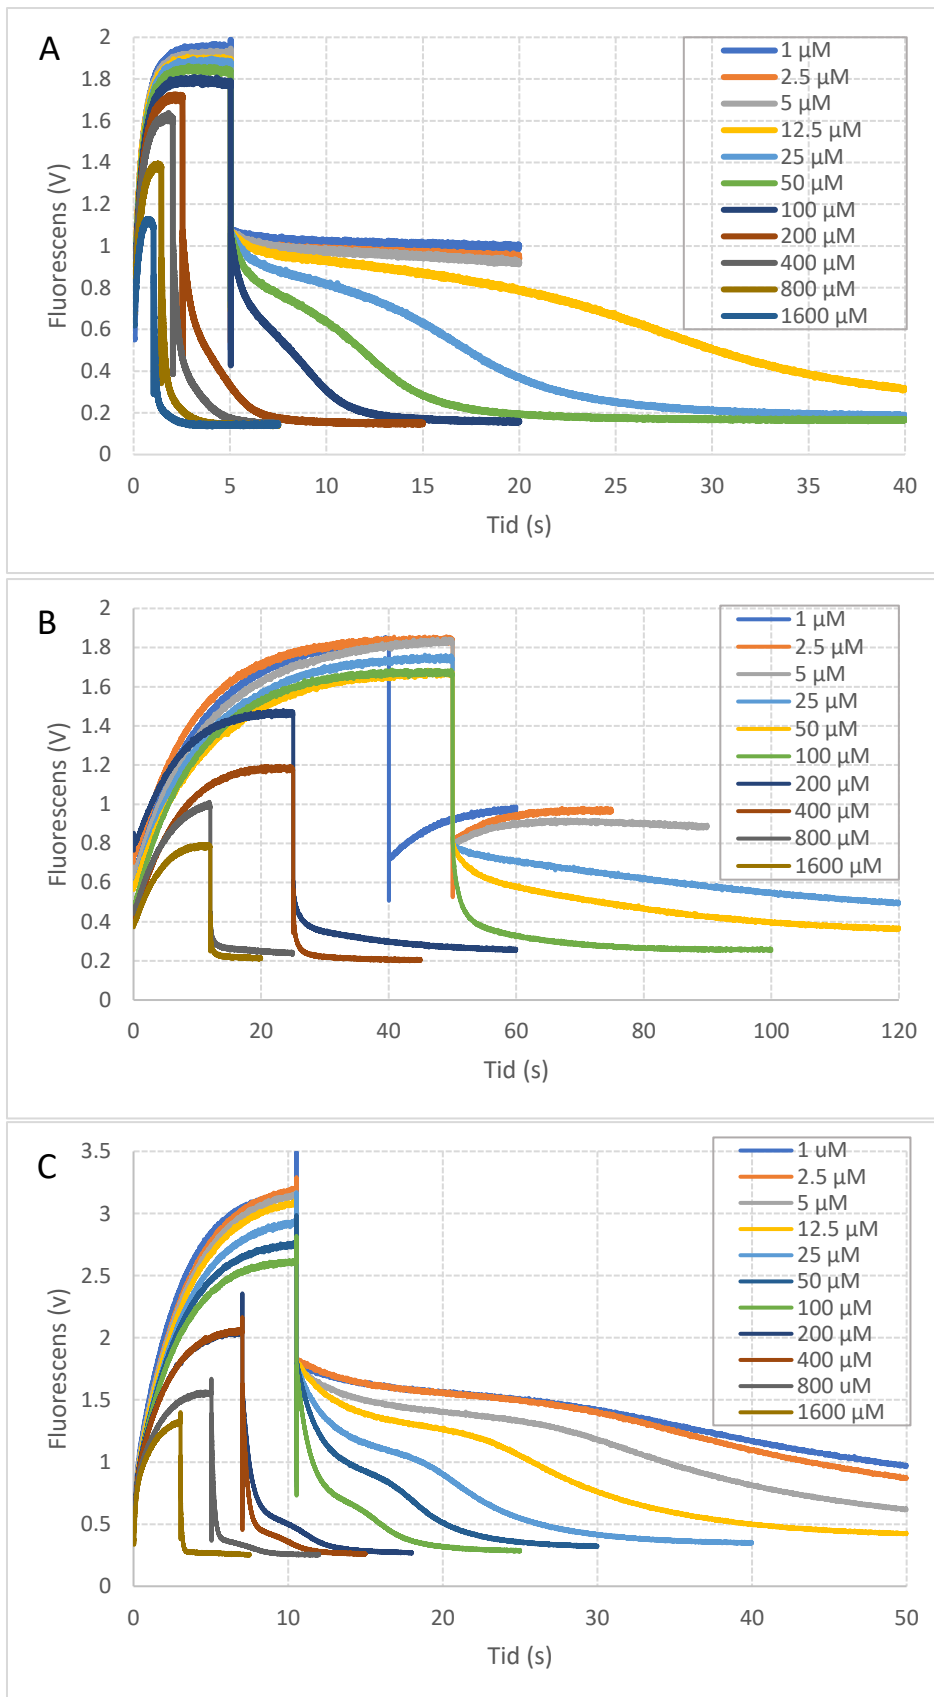 A
2
1.8
1.6
1.4
1.2
1
0.8
0.6
0.4
0.2
0
Fluorescens (V)
1 µM
2.5 µM
5 µM
12.5 µM
25 µM
50 µM
100 µM
200 µM
400 µM
800 µM
1600 µM
0 5 10 15 20 25 30 35 40
Tid (s)
B
2
1.8
1.6
1.4
1.2
1
0.8
0.6
0.4
0.2
0
Fluorescens (V)
1 µM
2.5 µM
5 µM
25 µM
50 µM
100 µM
200 µM
400 µM
800 µM
1600 µM
0 20 40 60 80 100 120
Tid (s)
C
3.5
3
2.5
2
1.5
1
0.5
0
Fluorescens (v)
1 uM
2.5 µM
5 µM
12.5 µM
25 µM
50 µM
100 µM
200 µM
400 µM
800 uM
1600 µM
0 10 20 30 40 50
Tid (s)